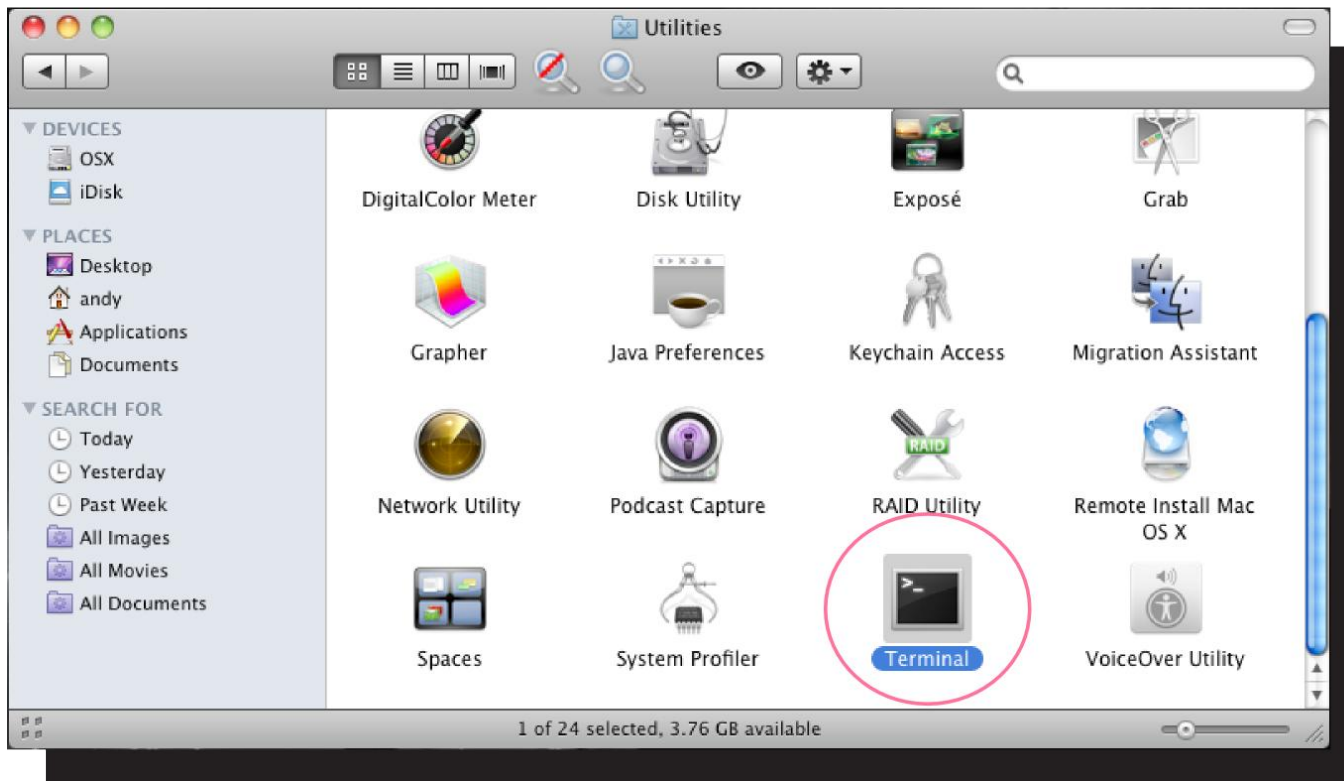 Utilities
DEVICES
OSX
iDisk
PLACES
Desktop
andy
Applications
Documents
SEARCH FOR
Today
Yesterday
Past Week
All Images
All Movies
All Documents
DigitalColor Meter
Disk Utility
Exposé
Grab
Grapher
Java Preferences
Keychain Access
Migration Assistant
Network Utility
Podcast Capture
RAID
RAID Utility
Remote Install Mac
OS X
Spaces
System Profiler
>_
Terminal
VoiceOver Utility
1 of 24 selected, 3.76 GB available